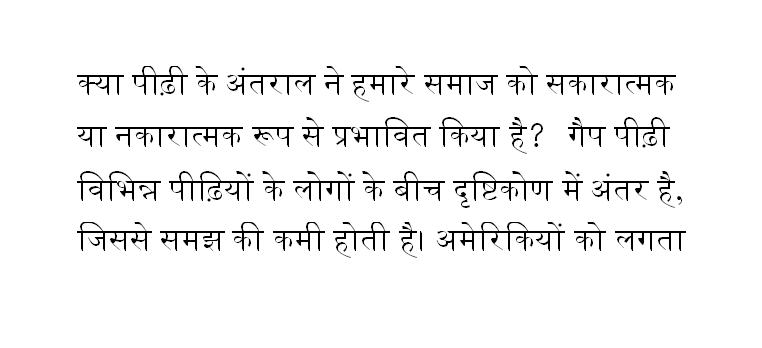 क्या पीढ़ी के अंतराल ने हमारे समाज को सकारात्मक
या नकारात्मक रूप से प्रभावित किया है? गैप पीढ़ी
विभिन्न पीढ़ियों के लोगों के बीच दृष्टिकोण में अंतर है,
जिससे समझ की कमी होती है। अमेरिकियों को लगता